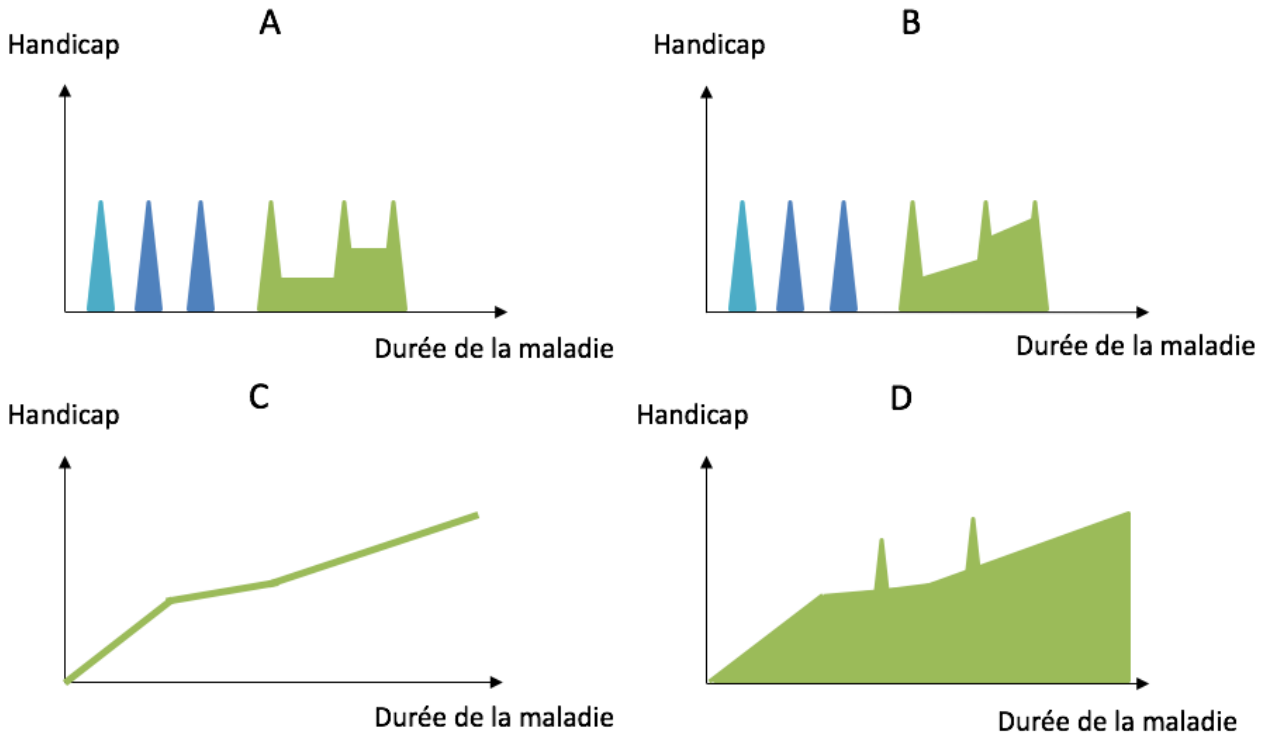 A
Handicap
Durée de la maladie
B
Handicap
Durée de la maladie
C
Handicap
Durée de la maladie
D
Handicap
Durée de la maladie